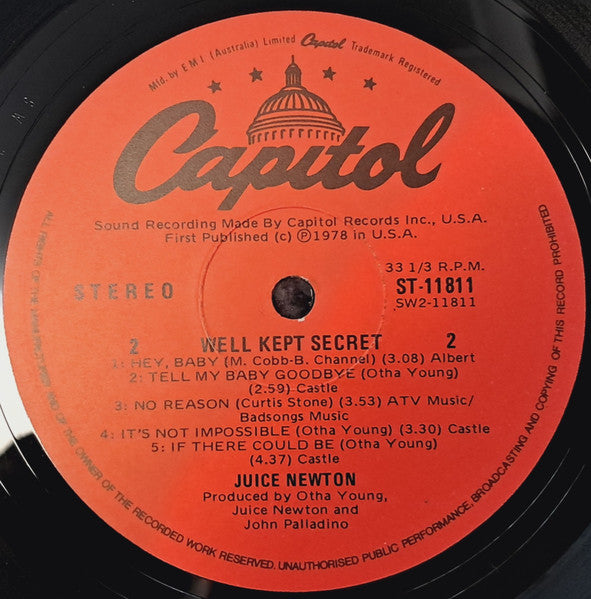 Mfd. by E M I (Australia) Limited Capitol Trademark Registered
Capitol
Sound Recording Made By Capitol Records Inc., U.S.A.
First Published (c) Ⓟ1978 in U.S.A.
33 1/3 R.P.M.
STEREO ST-11811
SW2-11811
2 WELL KEPT SECRET 2
1: HEY, BABY (M. Cobb-B. Channel) (3.08) Albert
2: TELL MY BABY GOODBYE (Otha Young)
(2.59) Castle
3: NO REASON (Curtis Stone) (3.53) ATV Music/
Badsongs Music
4: IT'S NOT IMPOSSIBLE (Otha Young) (3.30) Castle
5: IF THERE COULD BE (Otha Young)
(4.37) Castle
JUICE NEWTON
Produced by Otha Young,
Juice Newton and
John Palladino
ALL RIGHTS OF THE AND OF THE OWNER OF THE RECORDED WORK RESERVED. UNAUTHORISED PUBLIC PERFORMANCE, BROADCASTING AND COPYING OF THIS RECORD PROHIBITED